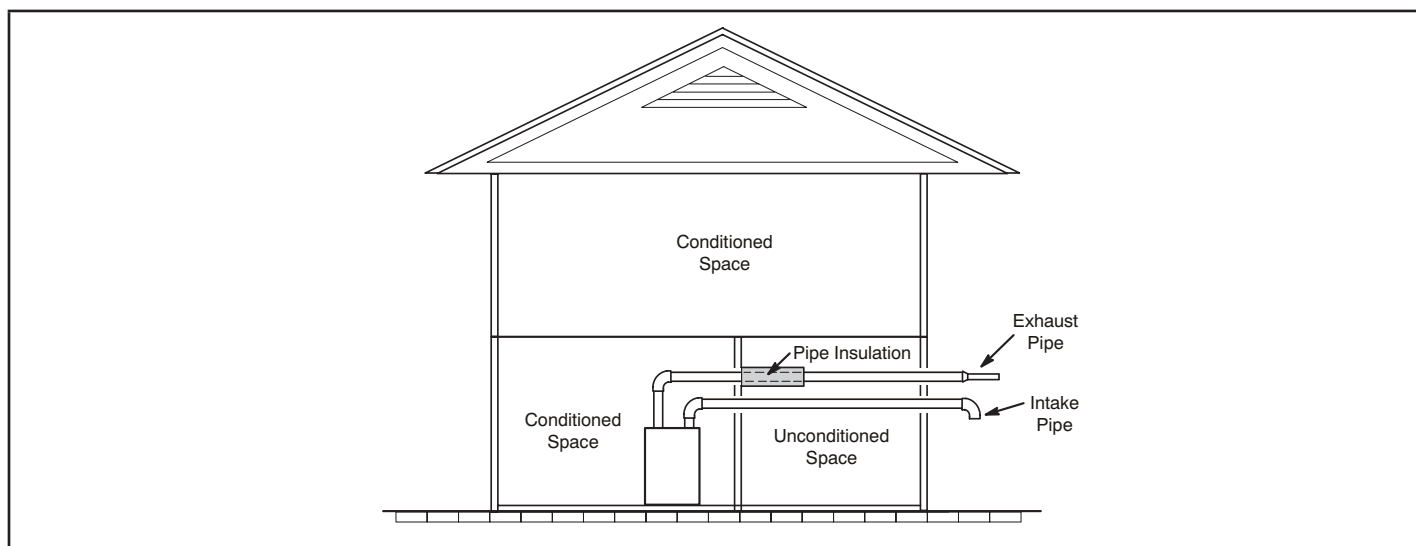 Conditioned
Space
Exhaust
Pipe
Pipe Insulation
Intake
Pipe
Conditioned
Space
Unconditioned
Space